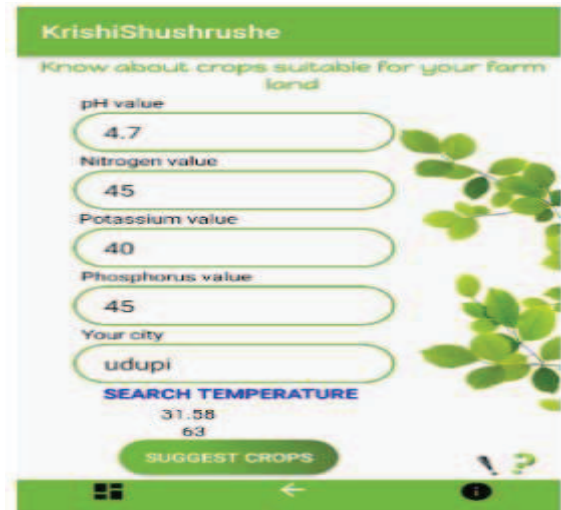 KrishiShushrushe
Know about crops suitable for your farm
land
pH value
4.7
Nitrogen value
45
Potassium value
40
Phosphorus value
45
Your city
udupi
SEARCH TEMPERATURE
31.58
63
SUGGEST CROPS
! ?